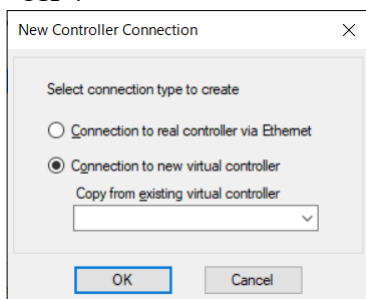 New Controller Connection
Select connection type to create
Connection to real controller via Ethernet
Connection to new virtual controller
Copy from existing virtual controller
OK
Cancel